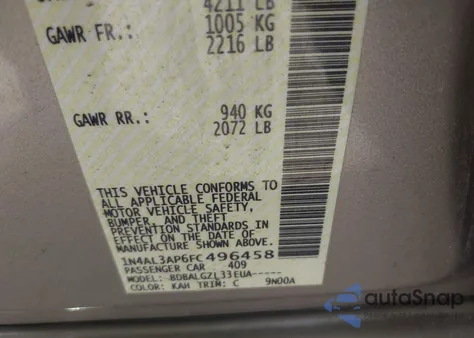 4211 LB
GAWR FR.: 1005 KG
2216 LB
GAWR RR.: 940 KG
2072 LB
THIS VEHICLE CONFORMS TO
ALL APPLICABLE FEDERAL
MOTOR VEHICLE SAFETY,
BUMPER, AND THEFT
PREVENTION STANDARDS IN
EFFECT ON THE DATE OF
MANUFACTURE SHOWN ABOVE.
1N4AL3AP6FC496458
PASSENGER CAR 409
MODEL: BDBALGZL33EUA-----
COLOR: KAH TRIM: C 9N00A
autoSnap